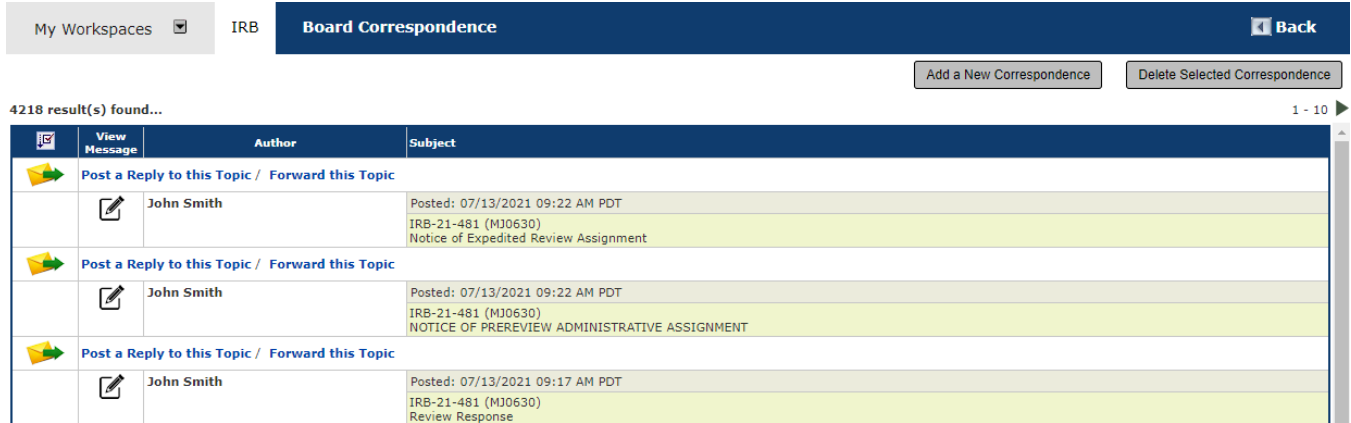 My Workspaces IRB Board Correspondence Back
Add a New Correspondence Delete Selected Correspondence
4218 result(s) found... 1 - 10
View Message Author Subject
Post a Reply to this Topic / Forward this Topic
John Smith Posted: 07/13/2021 09:22 AM PDT
IRB-21-481 (MJ0630)
Notice of Expedited Review Assignment
Post a Reply to this Topic / Forward this Topic
John Smith Posted: 07/13/2021 09:22 AM PDT
IRB-21-481 (MJ0630)
NOTICE OF PREREVIEW ADMINISTRATIVE ASSIGNMENT
Post a Reply to this Topic / Forward this Topic
John Smith Posted: 07/13/2021 09:17 AM PDT
IRB-21-481 (MJ0630)
Review Response